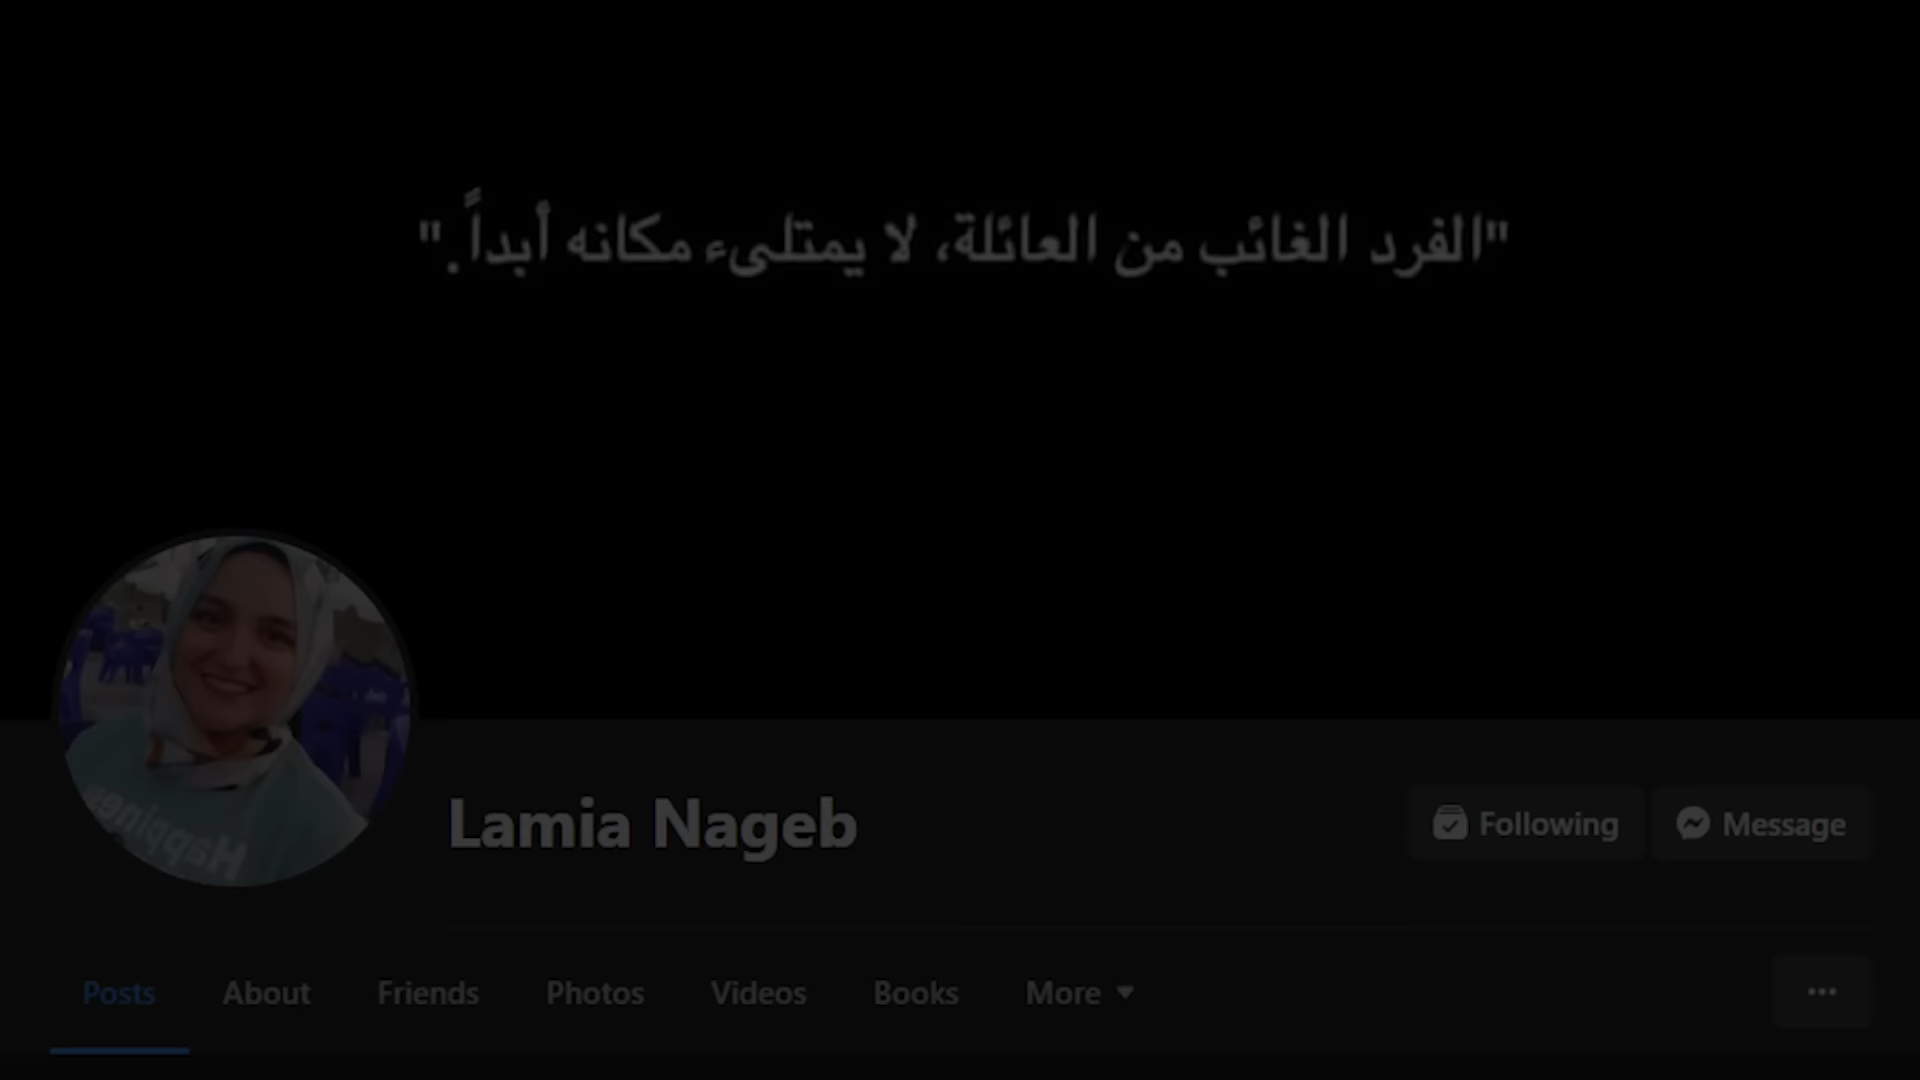 "الفرد الغائب من العائلة، لا يمتلىء مكانه أبداً."
Happines
Lamia Nageb
Following
Message
Posts
About
Friends
Photos
Videos
Books
More